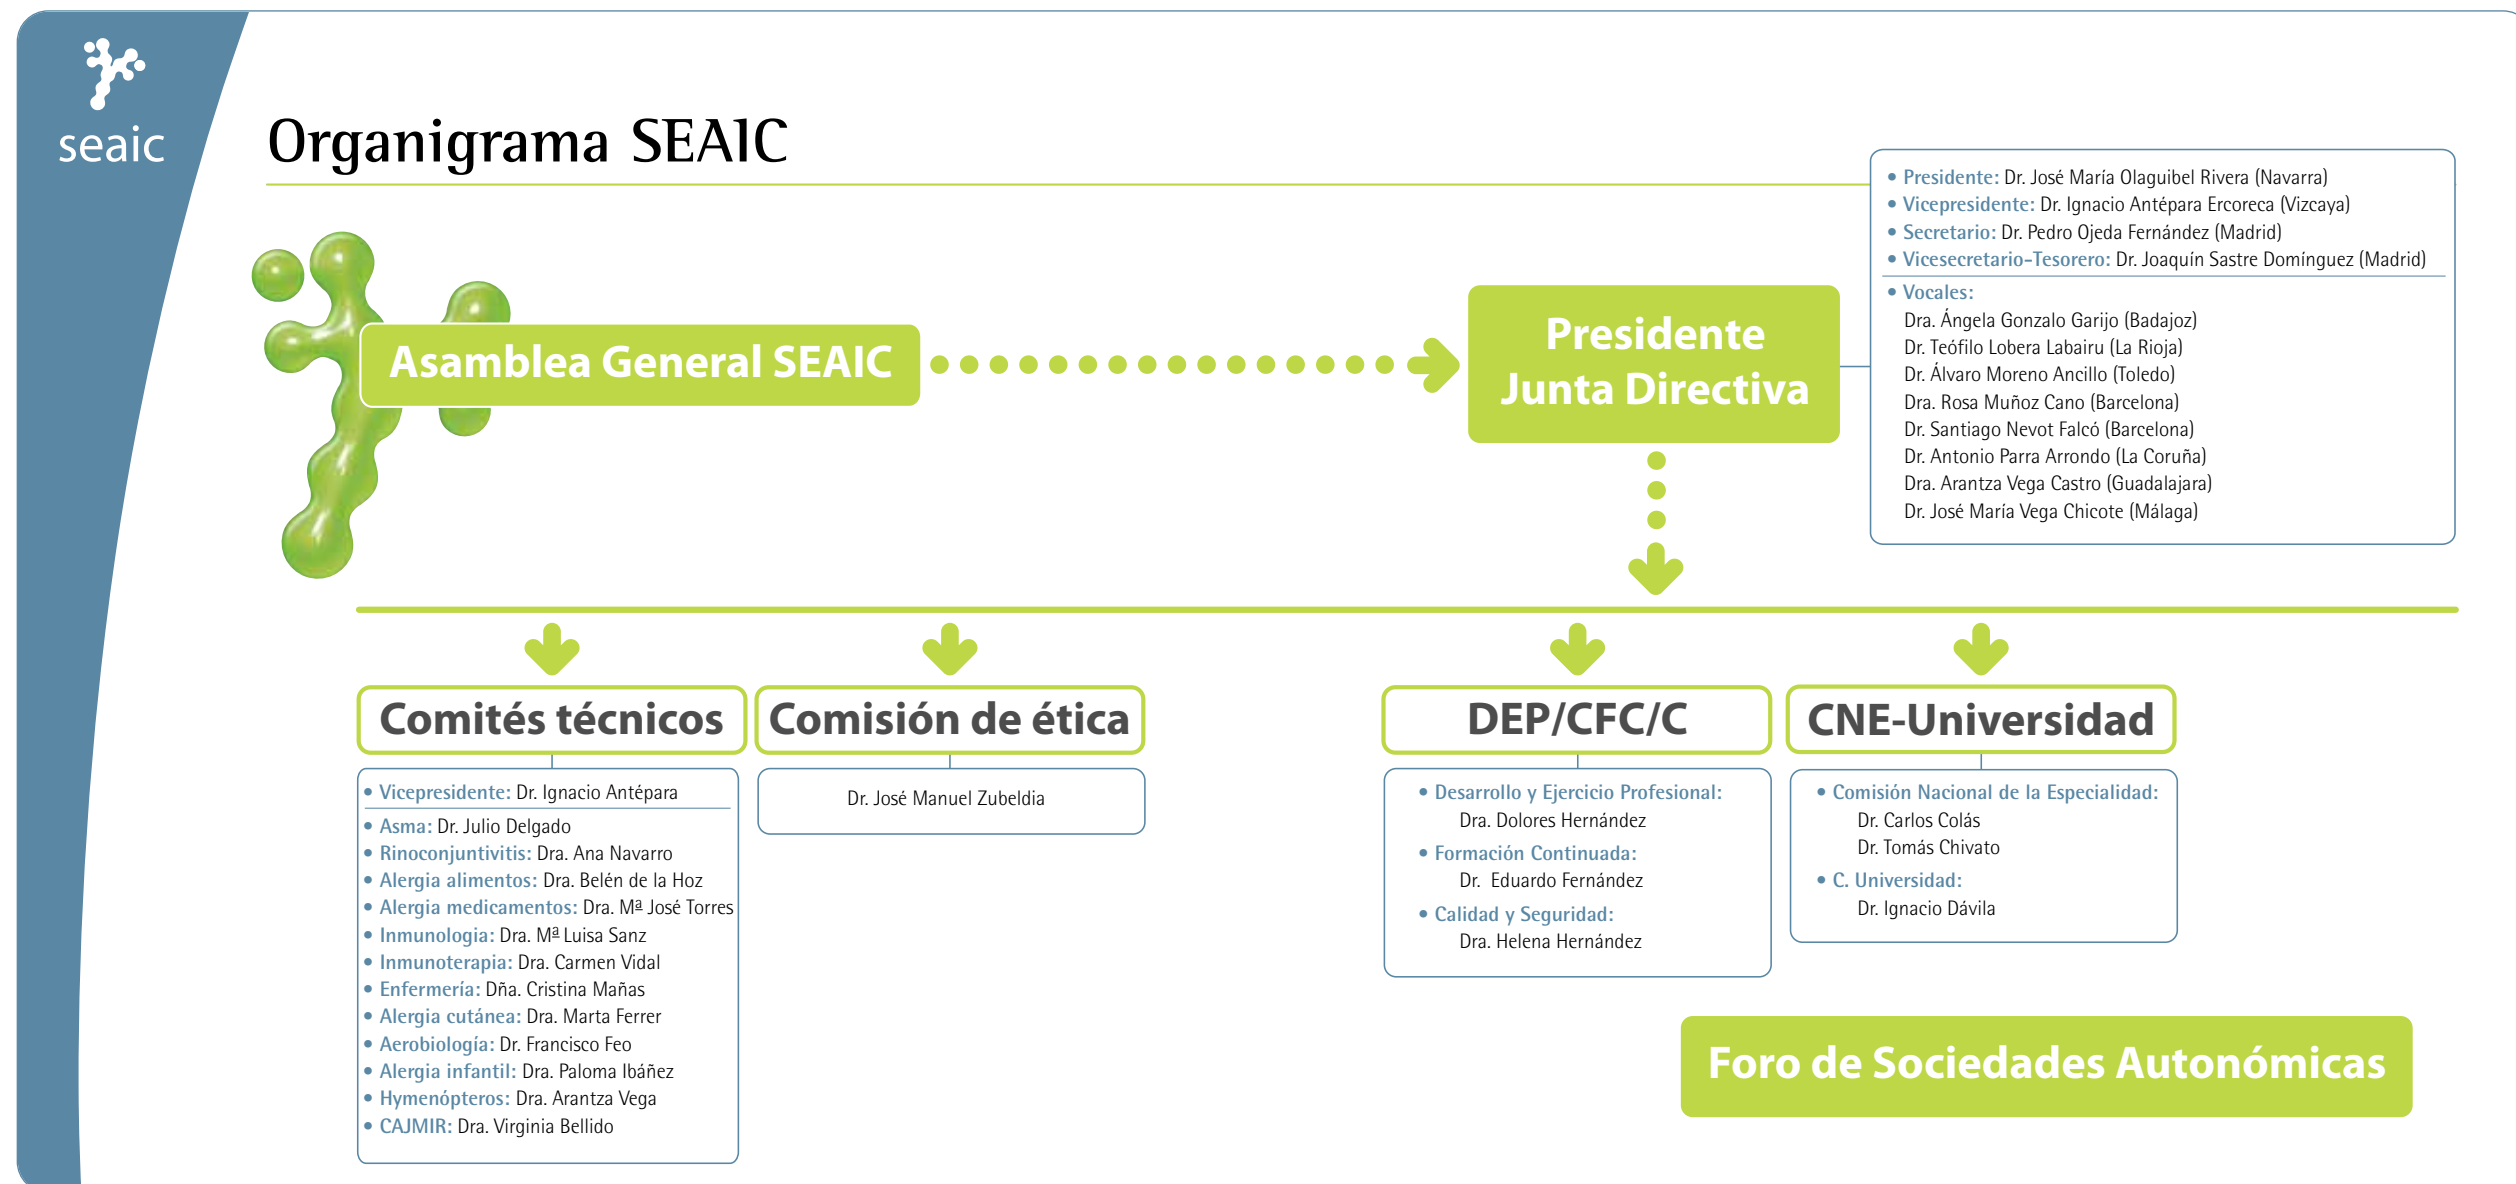 seaic
Organigrama SEAIC
• Presidente: Dr. José María Olaguibel Rivera (Navarra)
• Vicepresidente: Dr. Ignacio Antépara Ercoreca (Vizcaya)
• Secretario: Dr. Pedro Ojeda Fernández (Madrid)
• Vicesecretario-Tesorero: Dr. Joaquín Sastre Domínguez (Madrid)
• Vocales:
Dra. Ángela Gonzalo Garijo (Badajoz)
Dr. Teófilo Lobera Labairu (La Rioja)
Dr. Álvaro Moreno Ancillo (Toledo)
Dra. Rosa Muñoz Cano (Barcelona)
Dr. Santiago Nevot Falcó (Barcelona)
Dr. Antonio Parra Arrondo (La Coruña)
Dra. Arantza Vega Castro (Guadalajara)
Dr. José María Vega Chicote (Málaga)
Asamblea General SEAIC
Presidente
Junta Directiva
Comités técnicos
• Vicepresidente: Dr. Ignacio Antépara
• Asma: Dr. Julio Delgado
• Rinoconjuntivitis: Dra. Ana Navarro
• Alergia alimentos: Dra. Belén de la Hoz
• Alergia medicamentos: Dra. Mª José Torres
• Inmunologia: Dra. Mª Luisa Sanz
• Inmunoterapia: Dra. Carmen Vidal
• Enfermería: Dña. Cristina Mañas
• Alergia cutánea: Dra. Marta Ferrer
• Aerobiología: Dr. Francisco Feo
• Alergia infantil: Dra. Paloma Ibáñez
• Hymenópteros: Dra. Arantza Vega
• CAJMIR: Dra. Virginia Bellido
Comisión de ética
Dr. José Manuel Zubeldia
DEP/CFC/C
• Desarrollo y Ejercicio Profesional:
Dra. Dolores Hernández
• Formación Continuada:
Dr. Eduardo Fernández
• Calidad y Seguridad:
Dra. Helena Hernández
CNE-Universidad
• Comisión Nacional de la Especialidad:
Dr. Carlos Colás
Dr. Tomás Chivato
• C. Universidad:
Dr. Ignacio Dávila
Foro de Sociedades Autonómicas